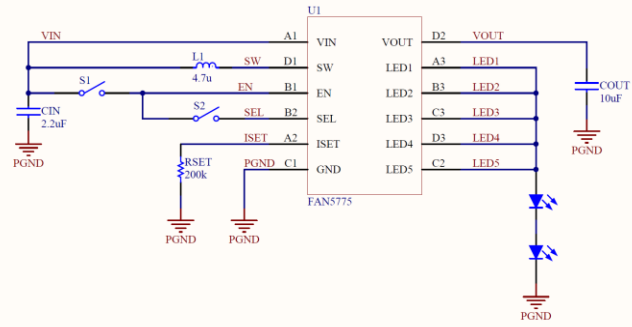 U1
VIN A1 VIN VOUT D2 VOUT
L1 SW D1 SW LED1 A3 LED1
4.7u
S1 EN B1 EN LED2 B3 LED2
COUT
10uF
S2 SEL B2 SEL LED3 C3 LED3
CIN
2.2uF
ISET A2 ISET LED4 D3 LED4
PGND
RSET
200k
PGND C1 GND LED5 C2 LED5
PGND
FAN5775
PGND
PGND
PGND